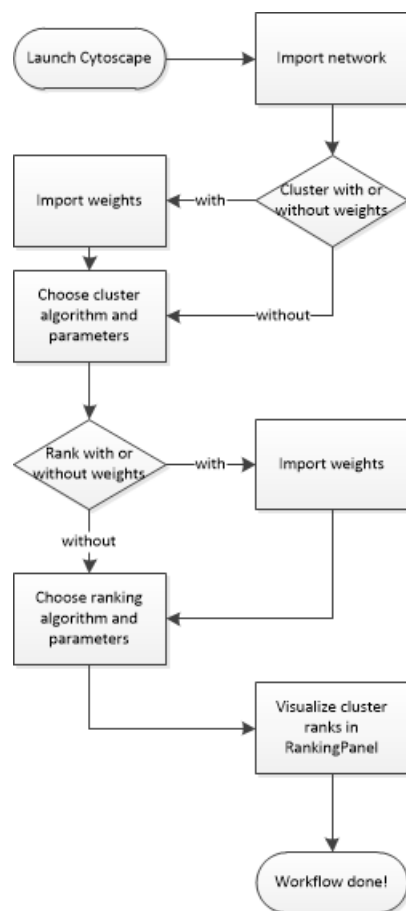 Launch Cytoscape
Import network
Cluster with or
without weights
with
Import weights
without
Choose cluster
algorithm and
parameters
Rank with or
without weights
with
Import weights
without
Choose ranking
algorithm and
parameters
Visualize cluster
ranks in
RankingPanel
Workflow done!